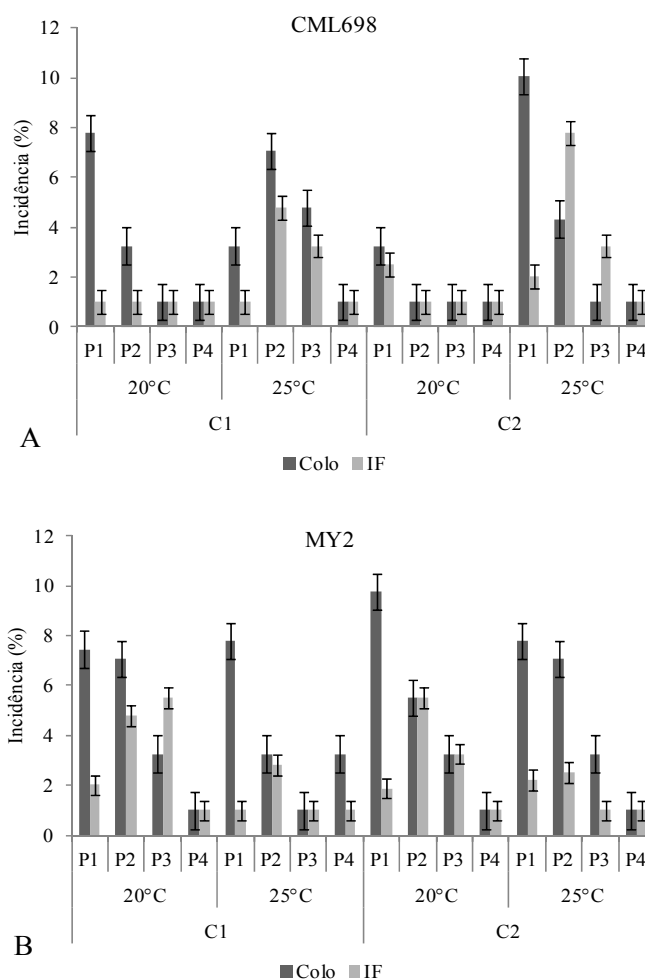 CML698
Incidência (%)
12
10
8
6
4
2
0
P1 P2 P3 P4 P1 P2 P3 P4 P1 P2 P3 P4 P1 P2 P3 P4
20°C 25°C 20°C 25°C
C1 C2
A
Colo IF
MY2
Incidência (%)
12
10
8
6
4
2
0
P1 P2 P3 P4 P1 P2 P3 P4 P1 P2 P3 P4 P1 P2 P3 P4
20°C 25°C 20°C 25°C
C1 C2
B
Colo IF